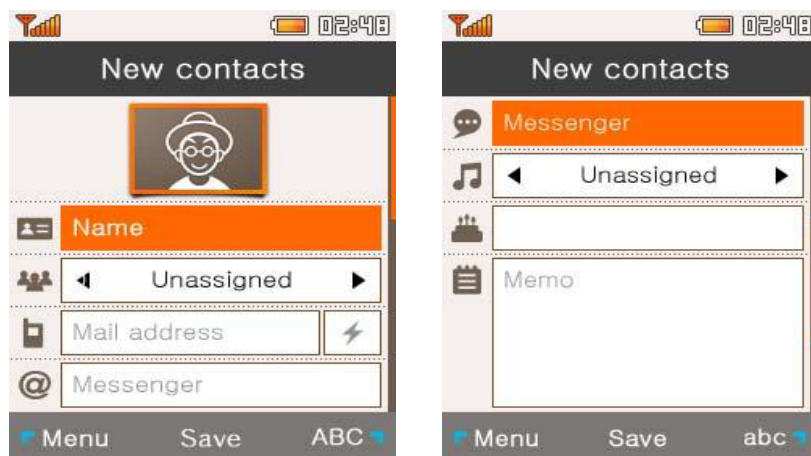 02:48
New contacts
Name
Unassigned
Mail address
Messenger
Menu Save ABC
02:48
New contacts
Messenger
Unassigned
Memo
Menu Save abc